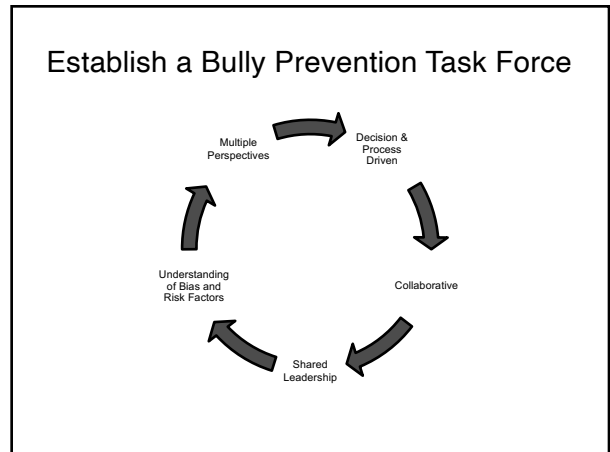 Establish a Bully Prevention Task Force
Multiple
Perspectives
Decision &
Process
Driven
Collaborative
Shared
Leadership
Understanding
of Bias and
Risk Factors